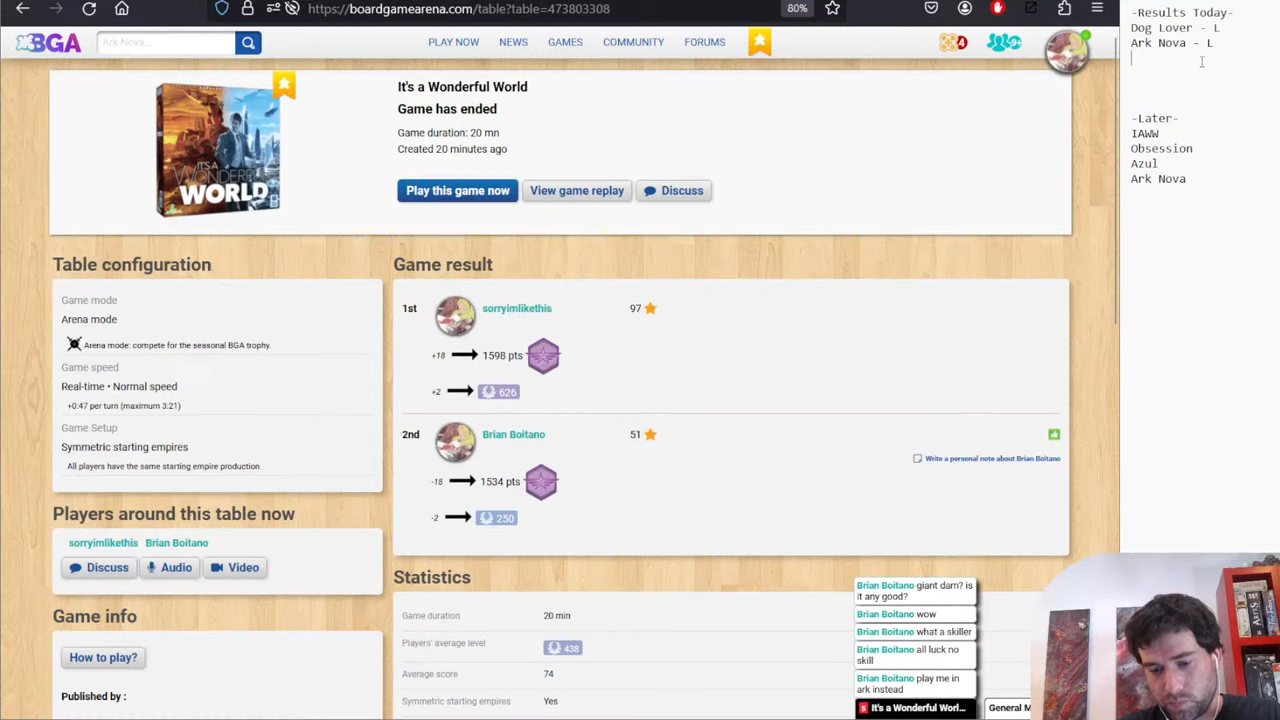 https://boardgamearena.com/table?table=473803308
80%
BGA
Ark Nova...
PLAY NOW
NEWS
GAMES
COMMUNITY
FORUMS
4
9+
IT'S A
WONDERFUL
WORLD
It's a Wonderful World
Game has ended
Game duration: 20 mn
Created 20 minutes ago
Play this game now
View game replay
Discuss
Table configuration
Game mode
Arena mode
Arena mode: compete for the seasonal BGA trophy.
Game speed
Real-time • Normal speed
+0:47 per turn (maximum 3:21)
Game Setup
Symmetric starting empires
All players have the same starting empire production
Players around this table now
sorryimlikethis Brian Boitano
Discuss
Audio
Video
Game info
How to play?
Published by :
Game result
1st
sorryimlikethis
97
+18
1598 pts
+2
626
2nd
Brian Boitano
51
Write a personal note about Brian Boitano
-18
1534 pts
-2
250
Statistics
Game duration
20 min
Players' average level
438
Average score
74
Symmetric starting empires
Yes
Brian Boitano giant dam? is
it any good?
Brian Boitano wow
Brian Boitano what a skiller
Brian Boitano all luck no
skill
Brian Boitano play me in
ark instead
5 It's a Wonderful Worl...
General M
-Results Today-
Dog Lover - L
Ark Nova - L
-Later-
IAWW
Obsession
Azul
Ark Nova
ABYSS